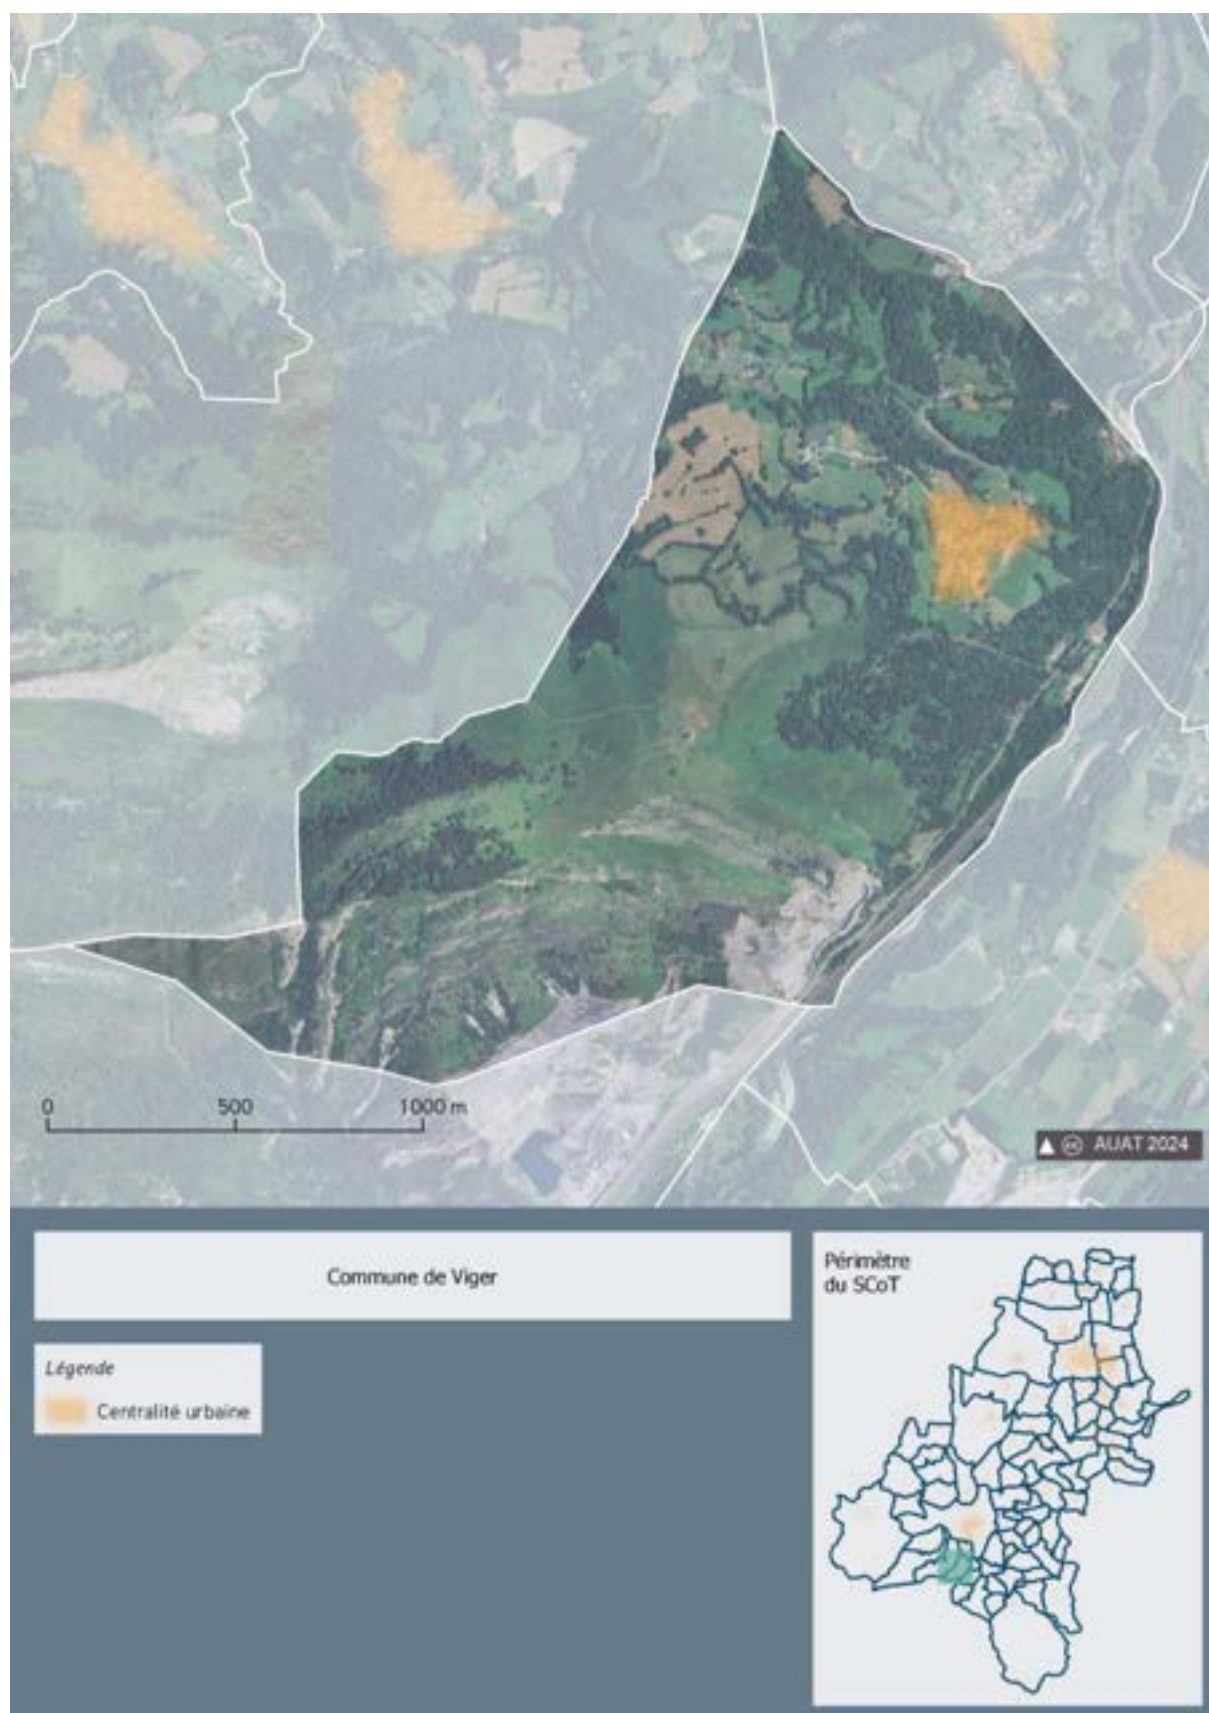 0 500 1000 m
AUAT 2024
Commune de Viger
Périmètre
du SCoT
Légende
Centralité urbaine